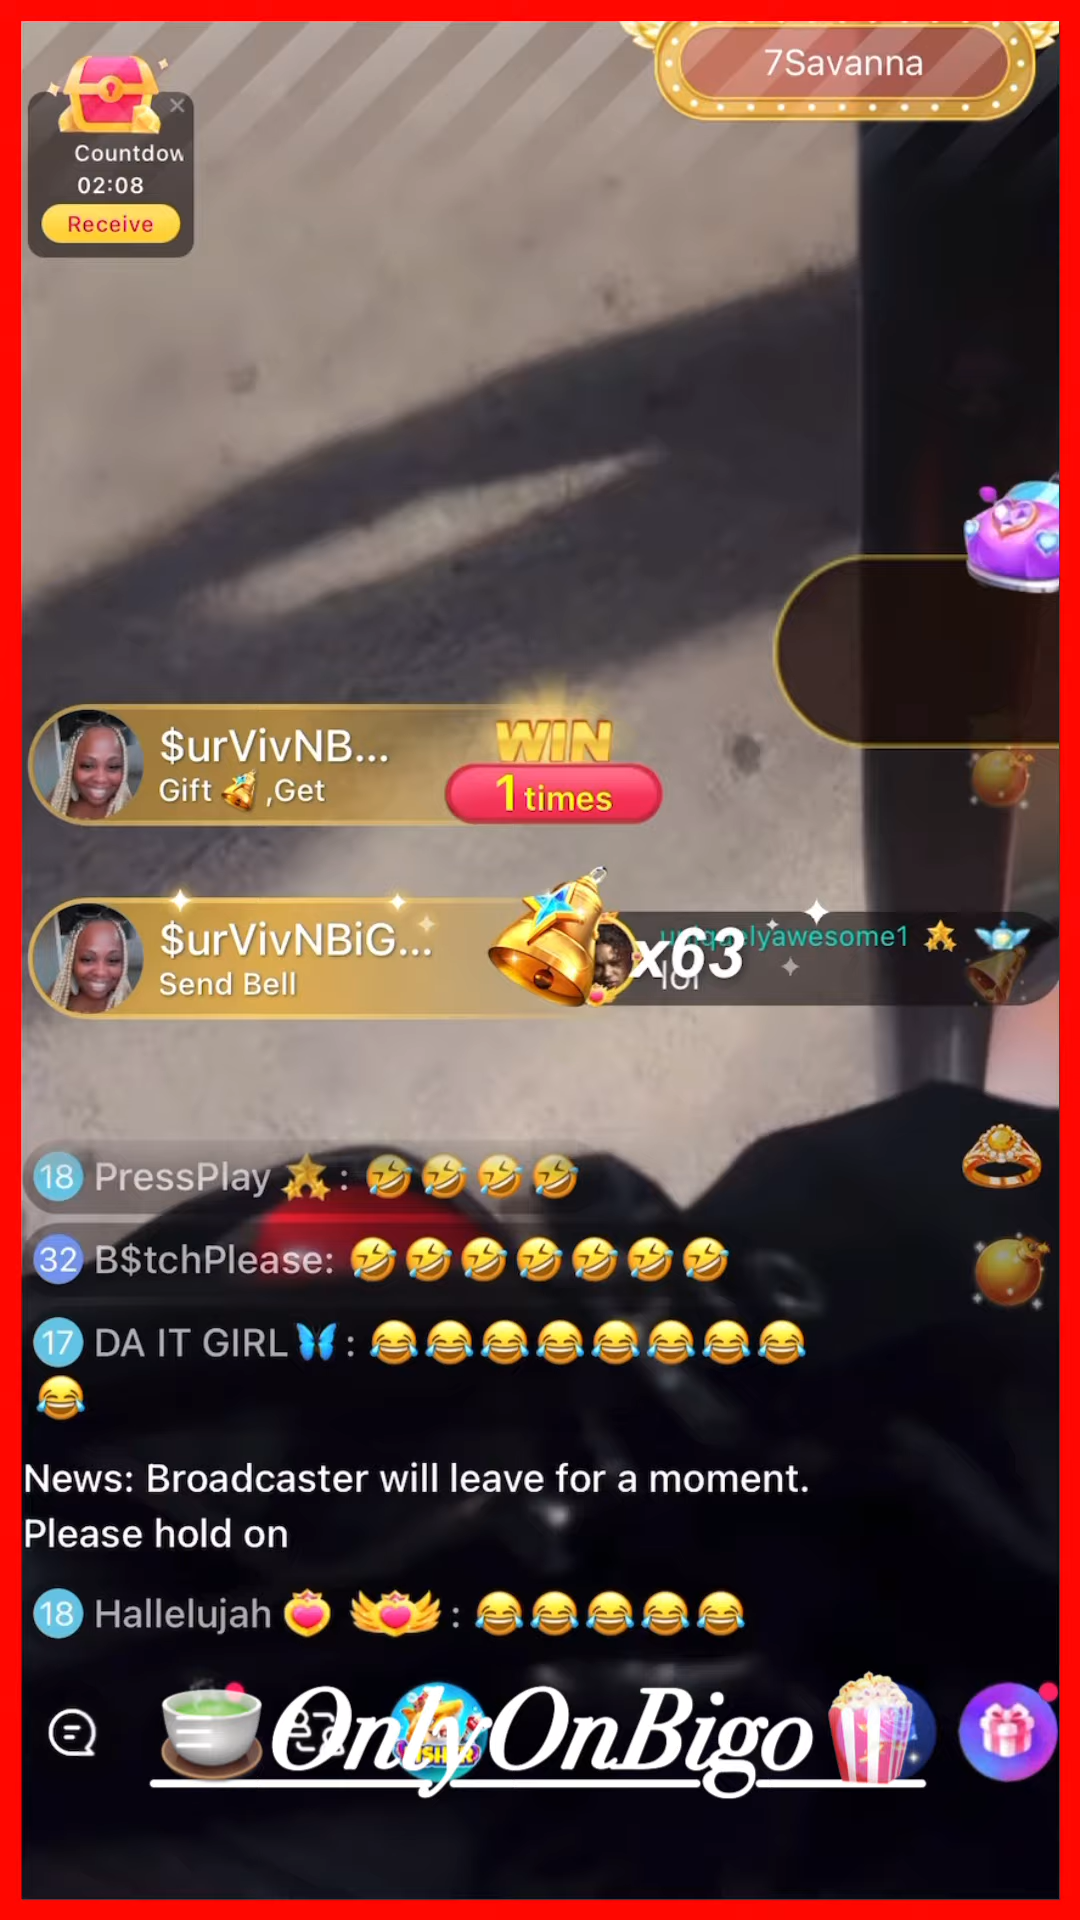 7Savanna
Countdow
02:08
Receive
$urVivNB...
Gift 🔔 ,Get
WIN
1 times
$urVivNBiG...
Send Bell
x63
uniquelyawesome1
lol
18 PressPlay ⭐ : 🤣🤣🤣🤣
32 B$tchPlease: 🤣🤣🤣🤣🤣🤣🤣
17 DA IT GIRL🦋 : 😂😂😂😂😂😂😂😂
😂
News: Broadcaster will leave for a moment.
Please hold on
18 Hallelujah 💖 💖 : 😂😂😂😂😂
🍵OnlyOnBigo🍿